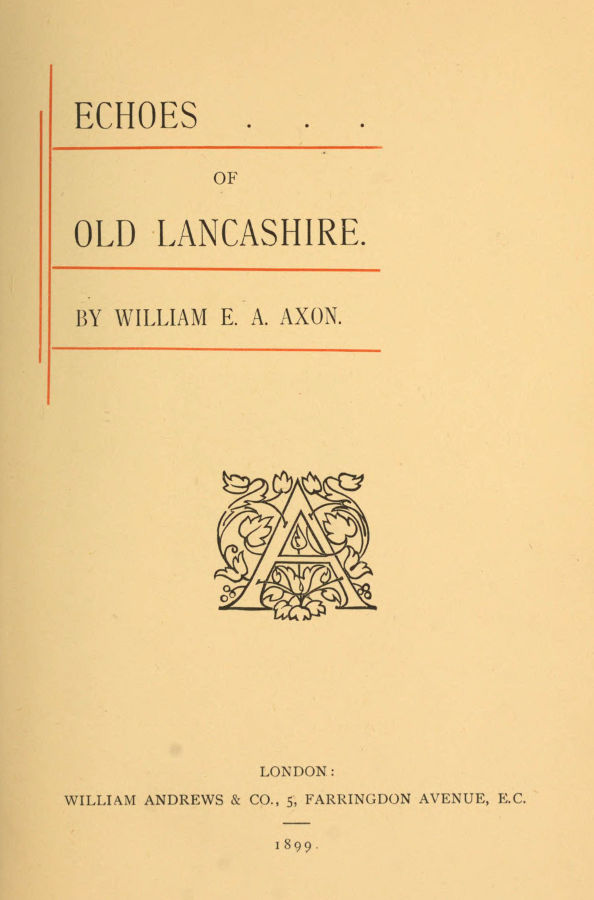 ECHOES . . .
OF
OLD LANCASHIRE.
BY WILLIAM E. A. AXON.
A
LONDON:
WILLIAM ANDREWS & CO., 5, FARRINGDON AVENUE, E.C.
1899.